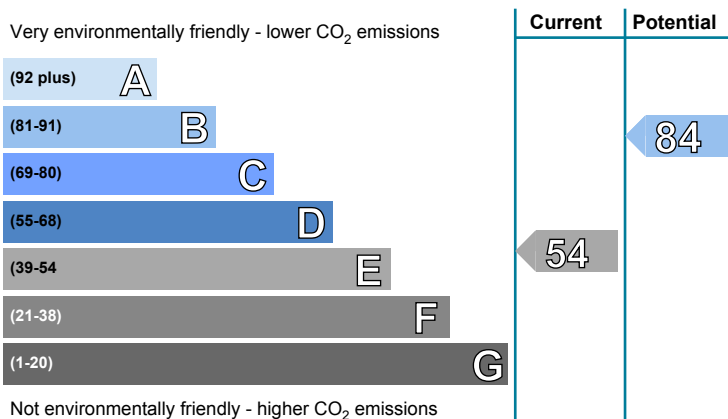 Current Potential
Very environmentally friendly - lower CO2 emissions
(92 plus) A
(81-91) B
84
(69-80) C
(55-68) D
54
(39-54 E
(21-38) F
(1-20) G
Not environmentally friendly - higher CO2 emissions